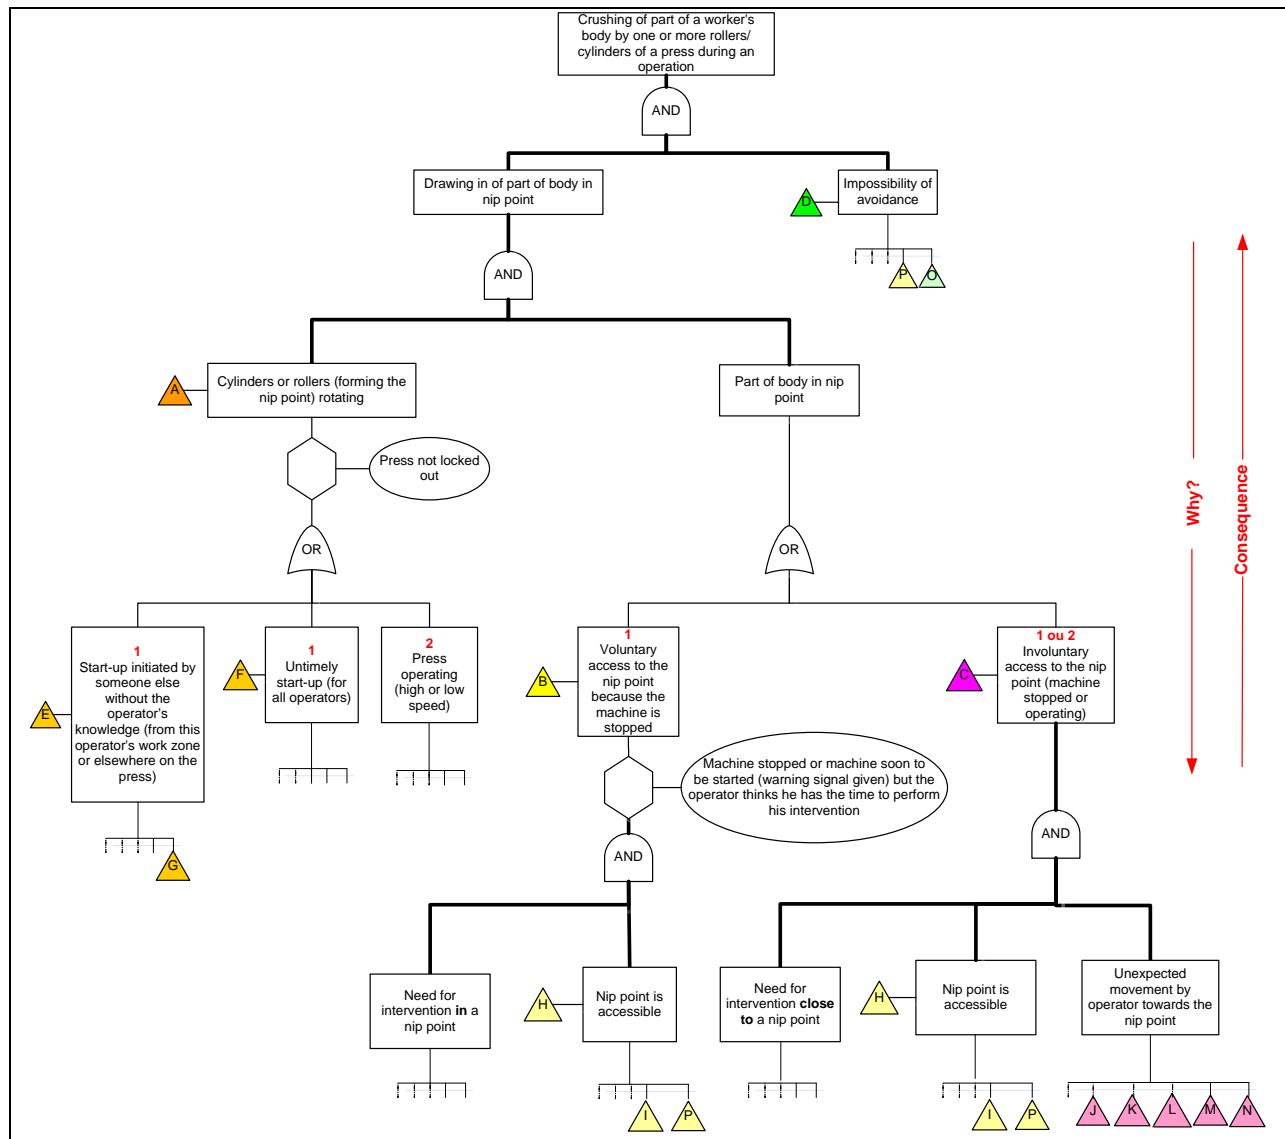 Crushing of part of a worker's
body by one or more rollers/
cylinders of a press during an
operation
AND
Drawing in of part of body in
nip point
D
Impossibility of
avoidance
P
O
AND
A
Cylinders or rollers (forming the
nip point) rotating
Part of body in nip
point
Press not locked
out
OR
OR
Why?
Consequence
E
1
Start-up initiated by
someone else
without the
operator's
knowledge (from this
operator's work zone
or elsewhere on the
press)
G
F
1
Untimely
start-up (for
all operators)
2
Press
operating
(high or low
speed)
B
1
Voluntary
access to the
nip point
because the
machine is
stopped
C
1 ou 2
Involuntary
access to the nip
point (machine
stopped or
operating)
Machine stopped or machine soon to
be started (warning signal given) but the
operator thinks he has the time to perform
his intervention
AND
AND
Need for
intervention in a
nip point
H
Nip point is
accessible
I
P
Need for
intervention close
to a nip point
H
Nip point is
accessible
I
P
Unexpected
movement by
operator towards the
nip point
J
K
L
M
N